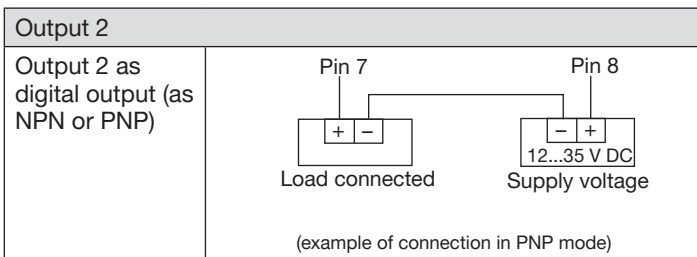 Output 2
Output 2 as
digital output (as
NPN or PNP)
Pin 7
Pin 8
+ −
− +
12...35 V DC
Load connected
Supply voltage
(example of connection in PNP mode)